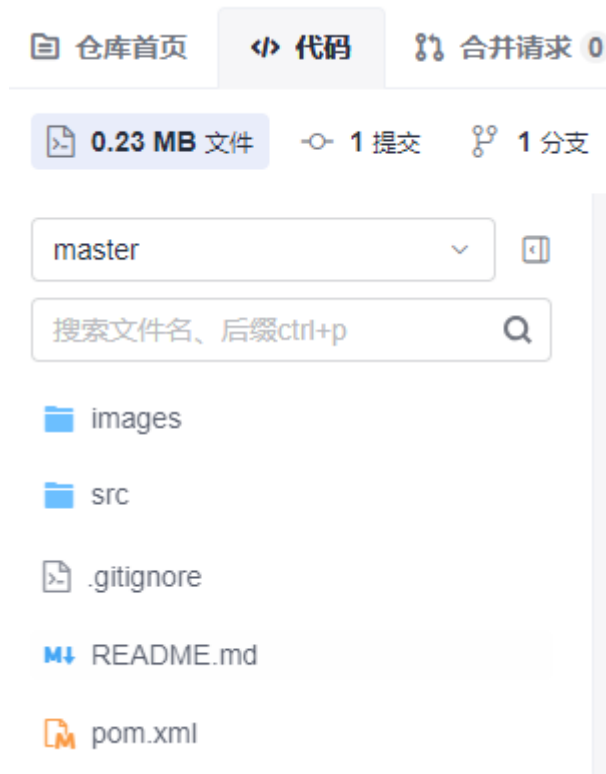 仓库首页 代码 合并请求 0
0.23 MB 文件 1 提交 1 分支
master
搜索文件名、后缀ctrl+p
images
src
.gitignore
README.md
pom.xml